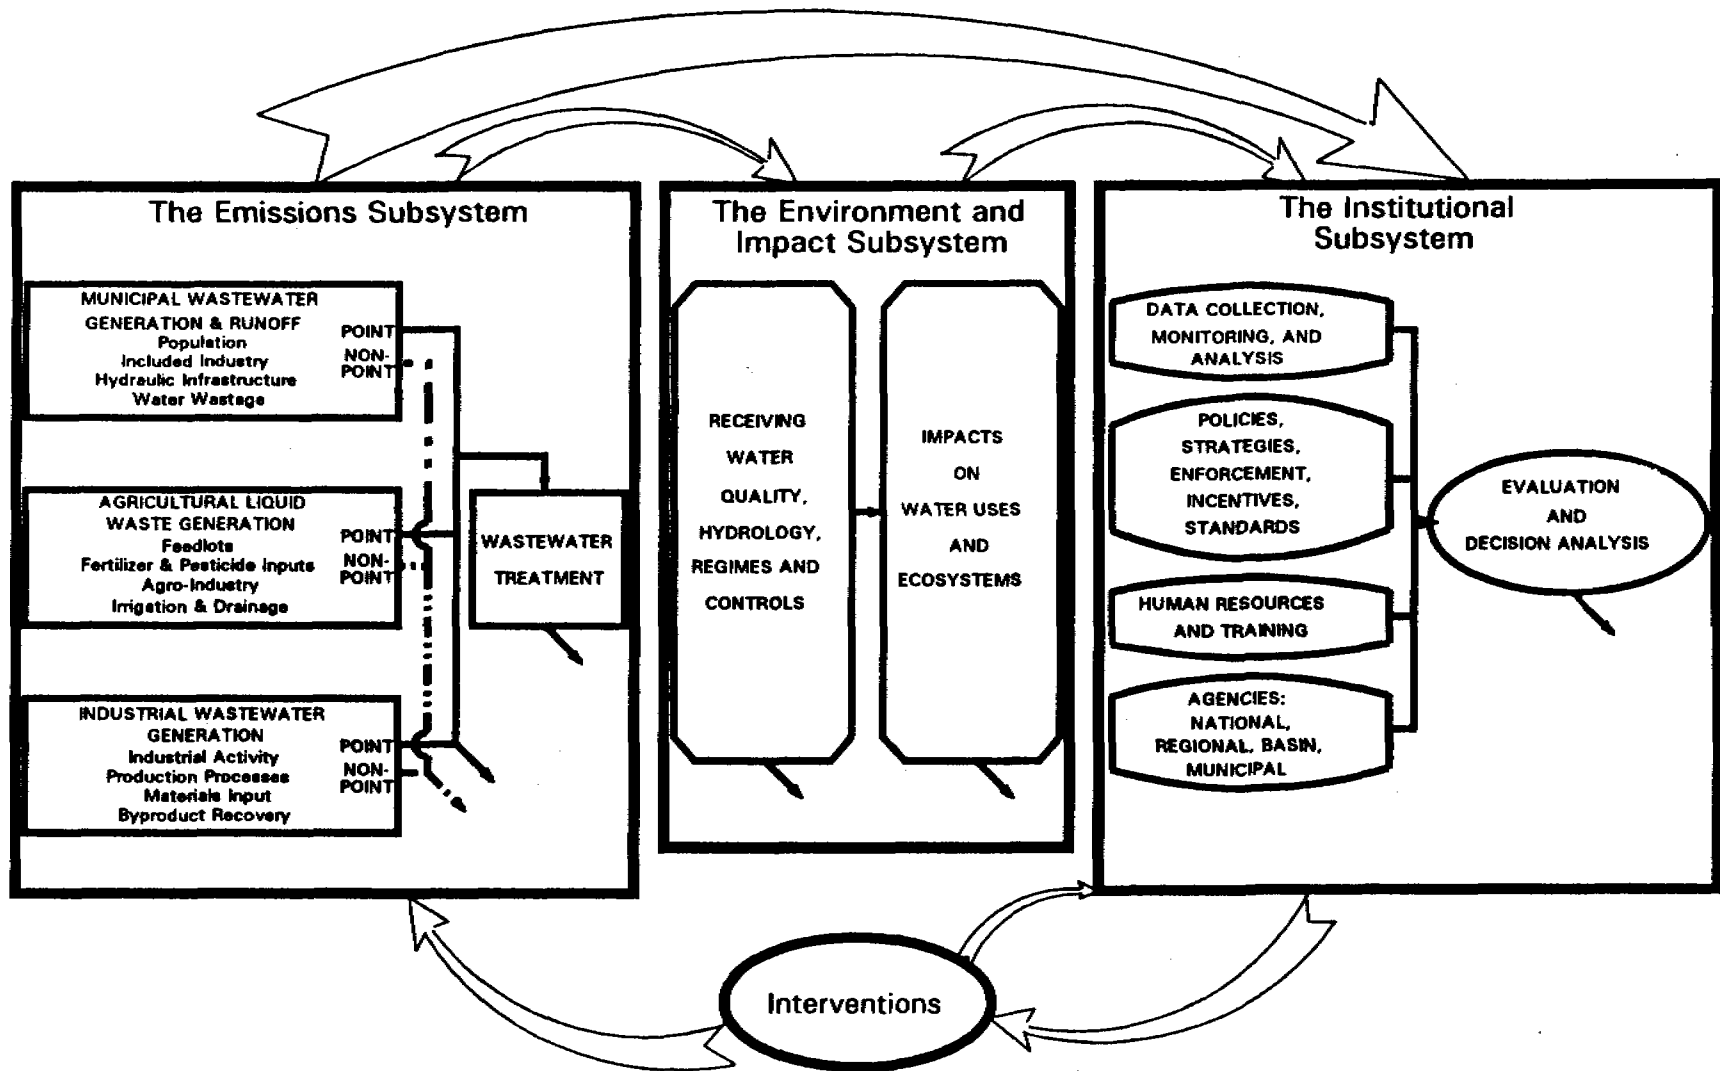 The Emissions Subsystem
MUNICIPAL WASTEWATER
GENERATION & RUNOFF
Population
Included Industry
Hydraulic Infrastructure
Water Wastage
POINT
NON-
POINT
AGRICULTURAL LIQUID
WASTE GENERATION
Feedlots
Fertilizer & Pesticide Inputs
Agro-Industry
Irrigation & Drainage
POINT
NON-
POINT
INDUSTRIAL WASTEWATER
GENERATION
Industrial Activity
Production Processes
Materials Input
Byproduct Recovery
POINT
NON-
POINT
WASTEWATER
TREATMENT
The Environment and
Impact Subsystem
RECEIVING
WATER
QUALITY,
HYDROLOGY,
REGIMES AND
CONTROLS
IMPACTS
ON
WATER USES
AND
ECOSYSTEMS
The Institutional
Subsystem
DATA COLLECTION,
MONITORING, AND
ANALYSIS
POLICIES,
STRATEGIES,
ENFORCEMENT,
INCENTIVES,
STANDARDS
HUMAN RESOURCES
AND TRAINING
AGENCIES:
NATIONAL,
REGIONAL, BASIN,
MUNICIPAL
EVALUATION
AND
DECISION ANALYSIS
Interventions